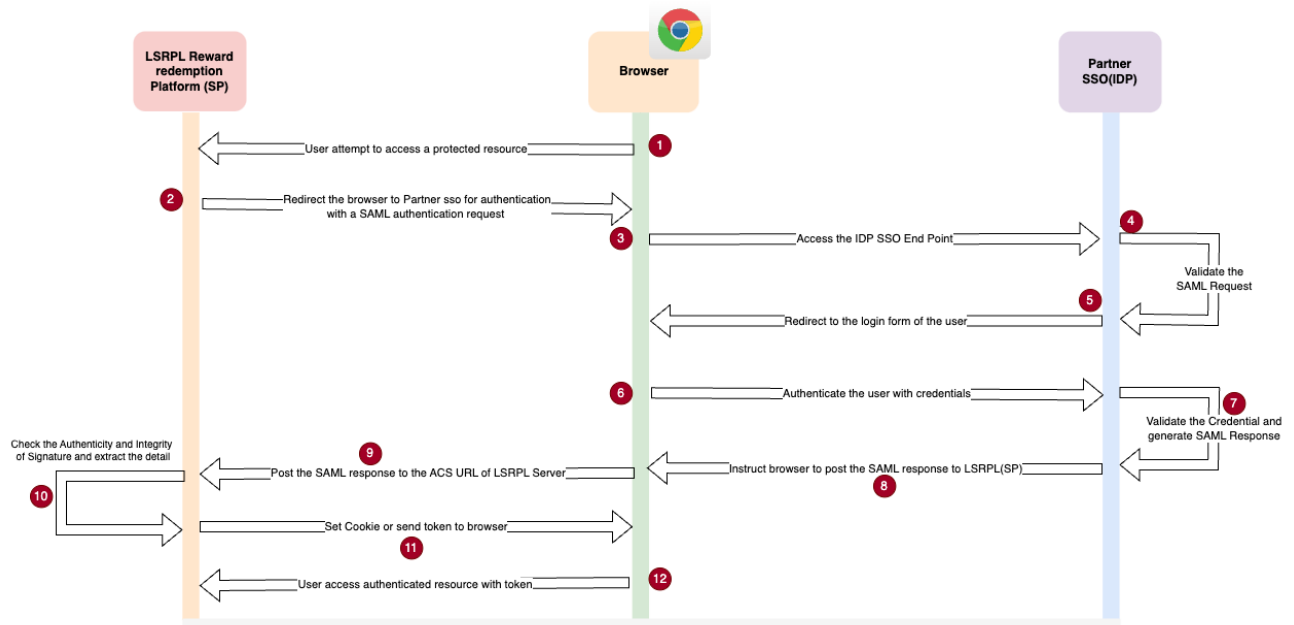 LSRPL Reward
redemption
Platform (SP)
Browser
Partner
SSO(IDP)
User attempt to access a protected resource
1
2
Redirect the browser to Partner sso for authentication
with a SAML authentication request
3
Access the IDP SSO End Point
4
Validate the
SAML Request
5
Redirect to the login form of the user
6
Authenticate the user with credentials
7
Validate the Credential and
generate SAML Response
Instruct browser to post the SAML response to LSRPL(SP)
8
9
Post the SAML response to the ACS URL of LSRPL Server
Check the Authenticity and Integrity
of Signature and extract the detail
10
Set Cookie or send token to browser
11
12
User access authenticated resource with token